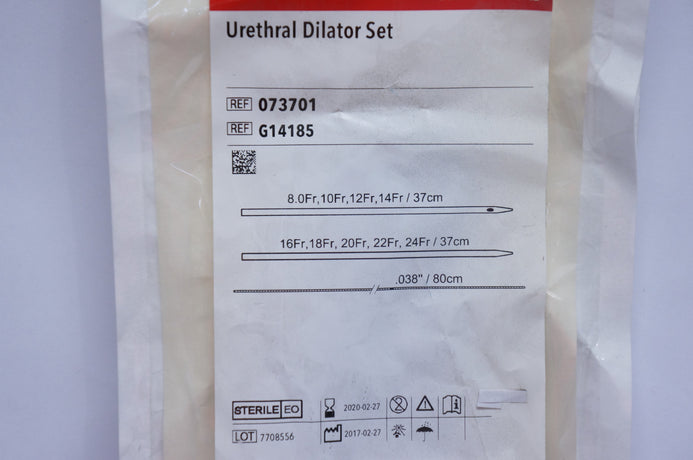 Urethral Dilator Set
REF 073701
REF G14185
8.0Fr,10Fr,12Fr,14Fr / 37cm
16Fr,18Fr, 20Fr, 22Fr, 24Fr / 37cm
.038" / 80cm
STERILE EO 2020-02-27
LOT 7708556 2017-02-27